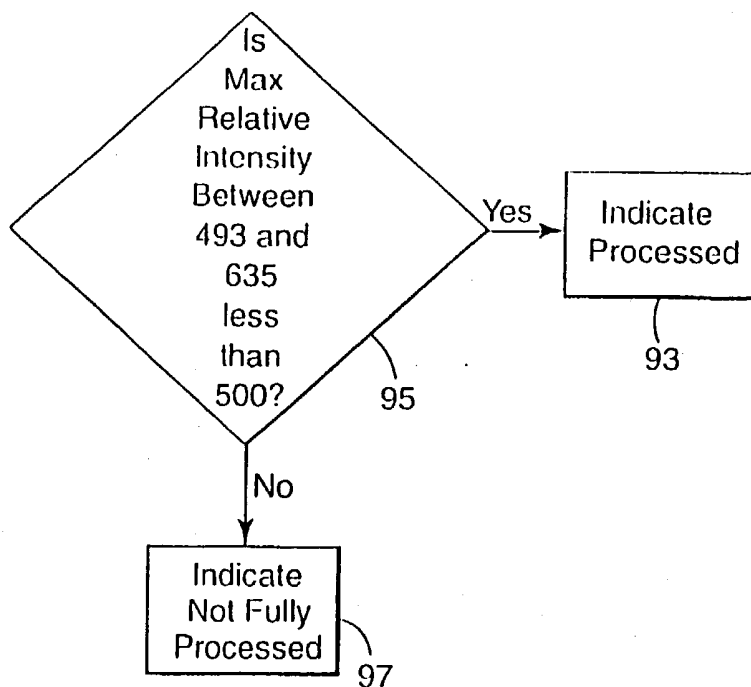 Is
Max
Relative
Intensity
Between
493 and
635
less
than
500?
95
Yes
Indicate
Processed
93
No
Indicate
Not Fully
Processed
97